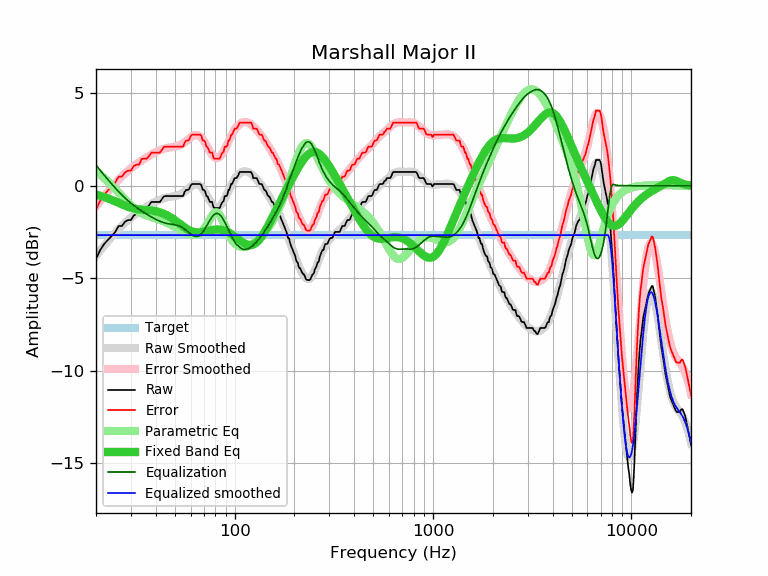 Marshall Major II
Amplitude (dBr)
5
0
−5
−10
−15
Target
Raw Smoothed
Error Smoothed
Raw
Error
Parametric Eq
Fixed Band Eq
Equalization
Equalized smoothed
100
1000
10000
Frequency (Hz)